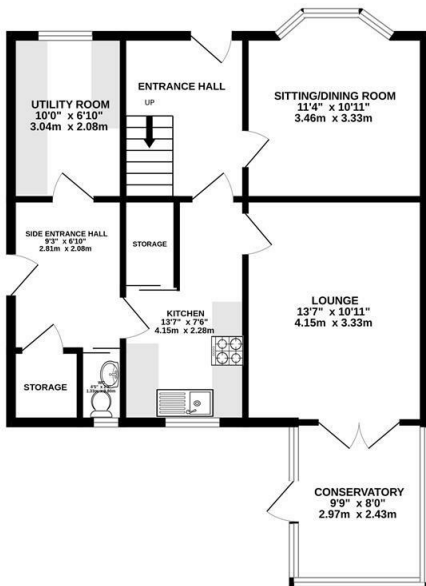 ENTRANCE HALL
UP
UTILITY ROOM
10'0" x 6'10"
3.04m x 2.08m
SITTING/DINING ROOM
11'4" x 10'11"
3.46m x 3.33m
SIDE ENTRANCE HALL
9'3" x 6'10"
2.81m x 2.08m
STORAGE
KITCHEN
13'7" x 7'6"
4.15m x 2.28m
LOUNGE
13'7" x 10'11"
4.15m x 3.33m
STORAGE
WC
CONSERVATORY
9'9" x 8'0"
2.97m x 2.43m